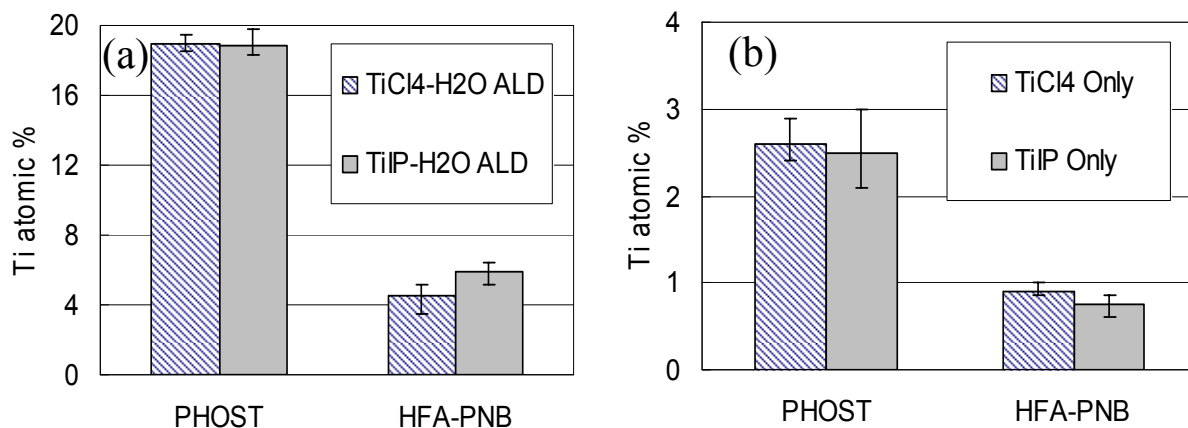 (a)
Ti atomic %
20
16
12
8
4
0
TiCl4-H2O ALD
TiIP-H2O ALD
PHOST HFA-PNB
(b)
Ti atomic %
4
3
2
1
0
TiCl4 Only
TiIP Only
PHOST HFA-PNB